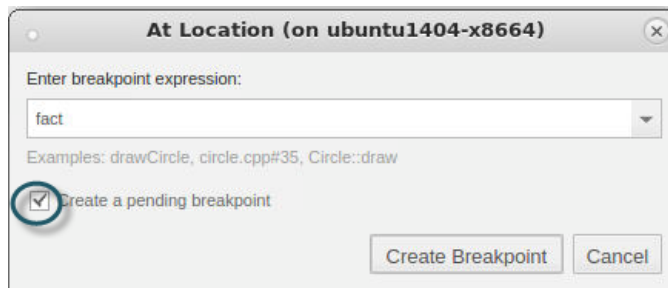 At Location (on ubuntu1404-x8664)
Enter breakpoint expression:
fact
Examples: drawCircle, circle.cpp#35, Circle::draw
Create a pending breakpoint
Create Breakpoint Cancel